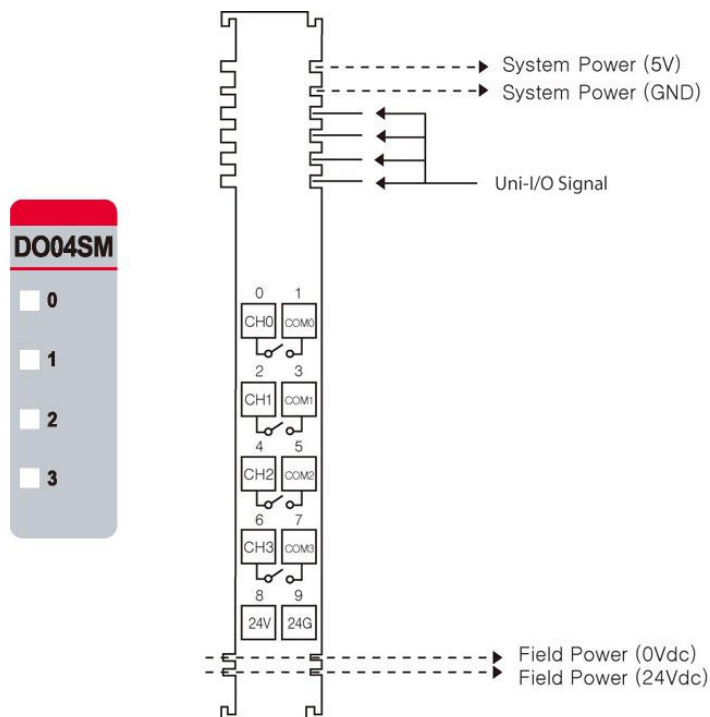 System Power (5V)
System Power (GND)
Uni-I/O Signal
DO04SM
0
1
2
3
0 1
CH0 COM0
2 3
CH1 COM1
4 5
CH2 COM2
6 7
CH3 COM3
8 9
24V 24G
Field Power (0Vdc)
Field Power (24Vdc)